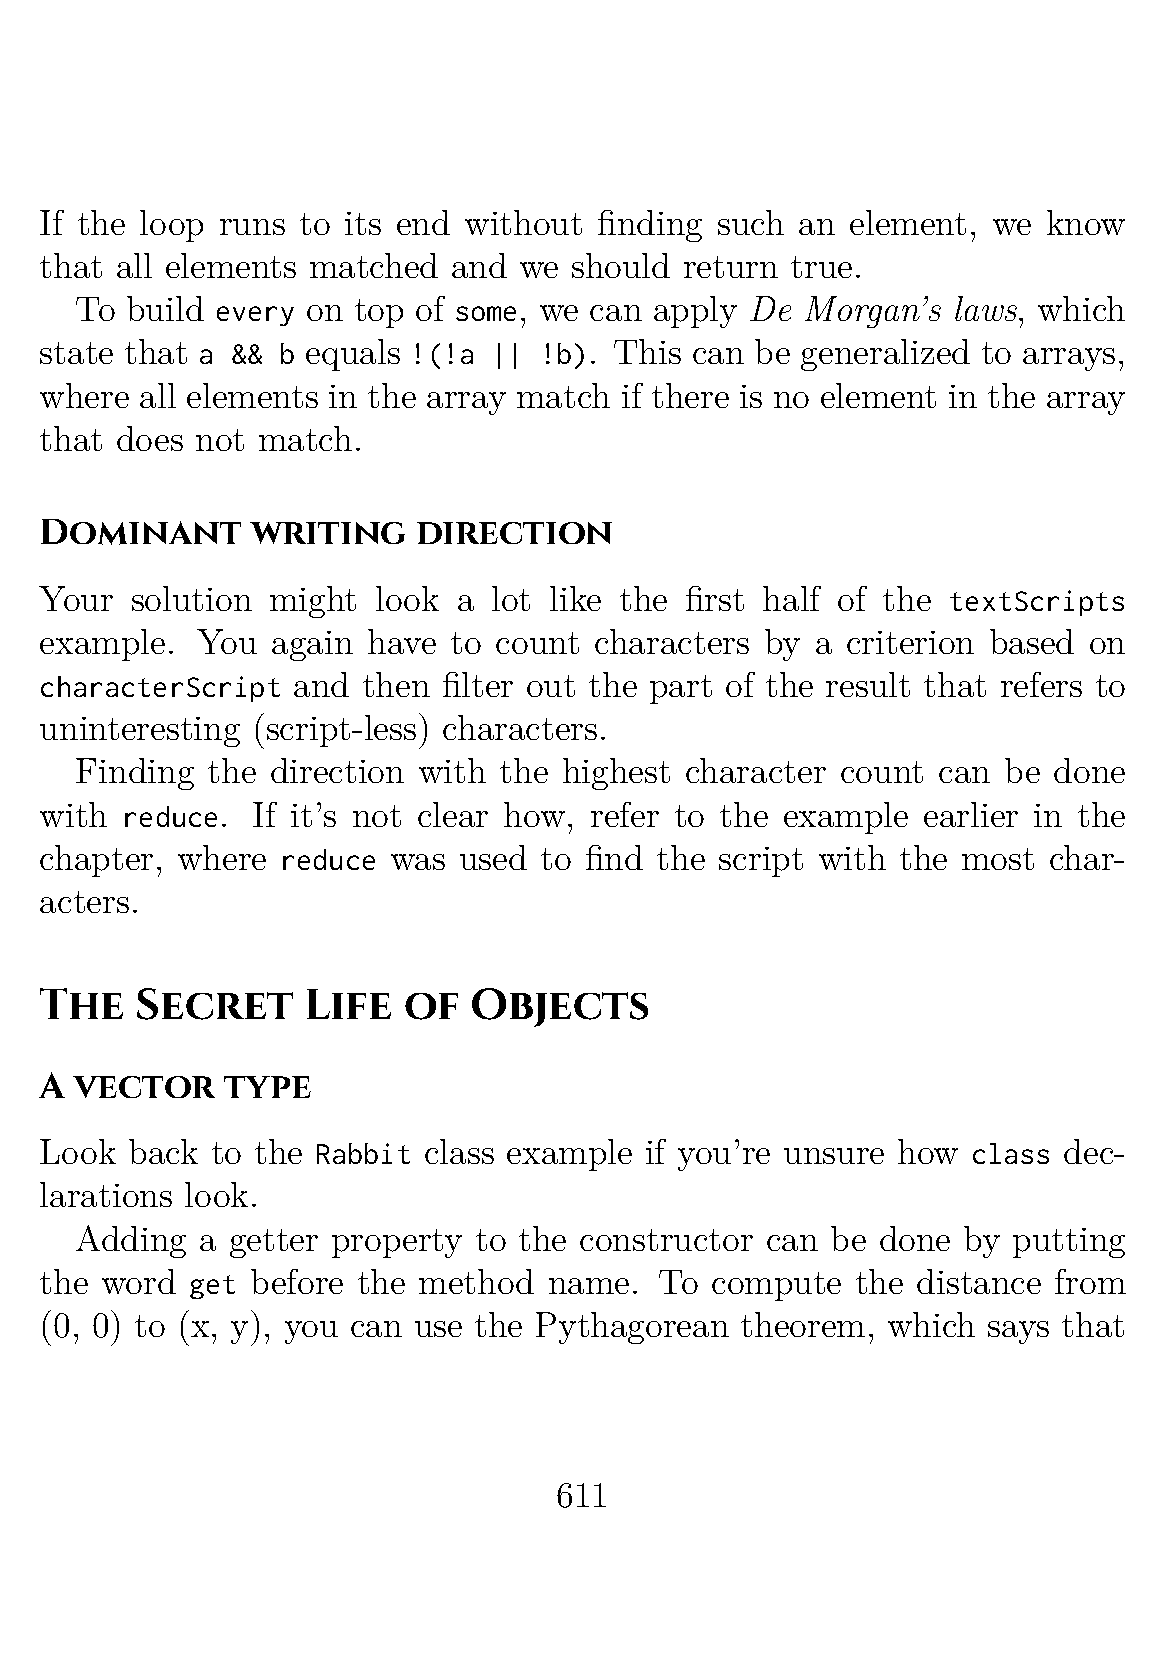 If the loop runs to its end without finding such an element, we know
that all elements matched and we should return true.
To build every on top of some, we can apply De Morgan's laws, which
state that a && b equals !(!a || !b). This can be generalized to arrays,
where all elements in the array match if there is no element in the array
that does not match.
Dominant writing direction
Your solution might look a lot like the first half of the textScripts
example. You again have to count characters by a criterion based on
characterScript and then filter out the part of the result that refers to
uninteresting (script-less) characters.
Finding the direction with the highest character count can be done
with reduce. If it's not clear how, refer to the example earlier in the
chapter, where reduce was used to find the script with the most char-
acters.
The Secret Life of Objects
A vector type
Look back to the Rabbit class example if you're unsure how class dec-
larations look.
Adding a getter property to the constructor can be done by putting
the word get before the method name. To compute the distance from
(0, 0) to (x, y), you can use the Pythagorean theorem, which says that
611